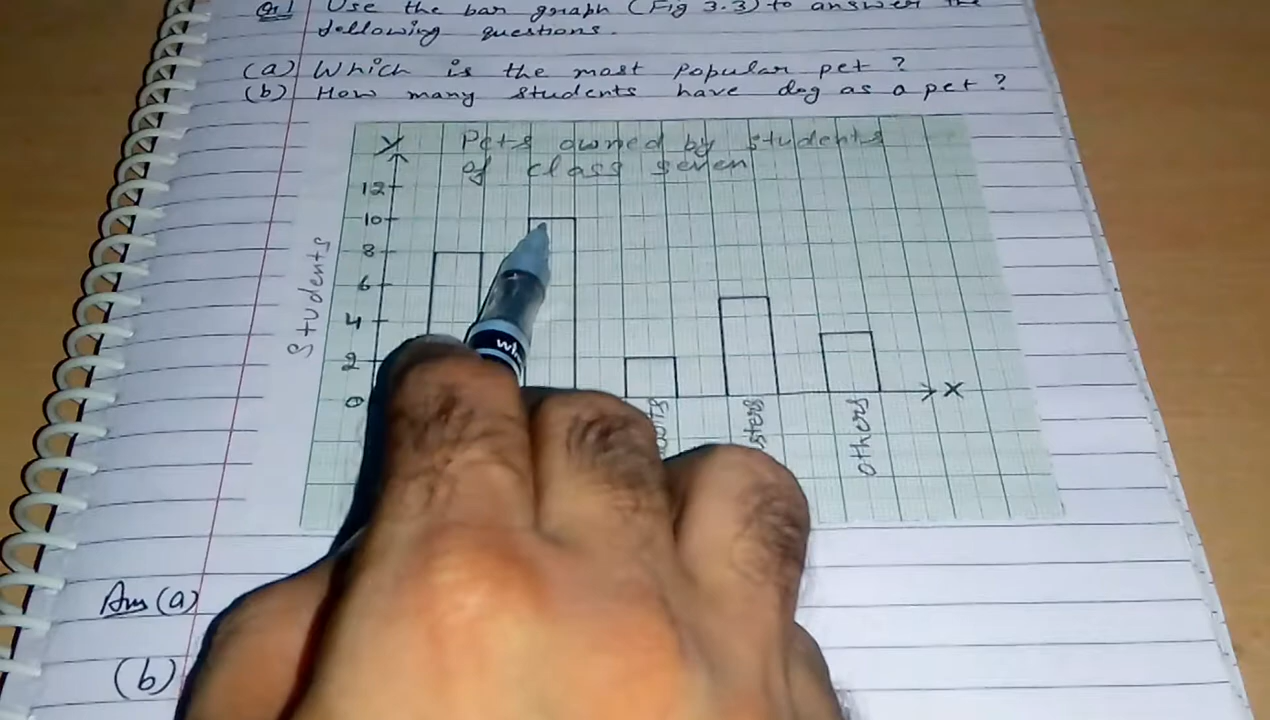 Qs 1 Use the bar graph (Fig 3.3) to answer the
following questions.
(a) Which is the most popular pet ?
(b) How many students have dog as a pet ?
Y Pets owned by students
of class seven
12
10
8
6
4
2
0
Students
X
others
Ans (a)
(b)